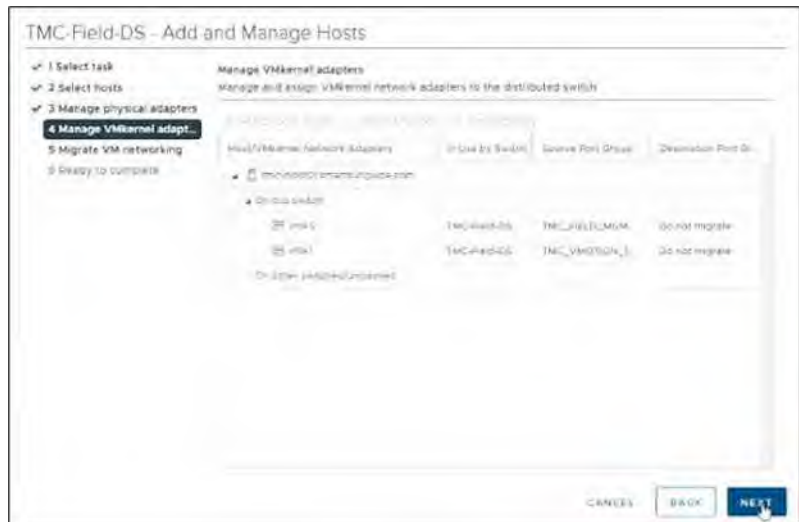 TMC-Field-DS - Add and Manage Hosts
1 Select task
2 Select hosts
3 Manage physical adapters
4 Manage VMkernel adapt...
5 Migrate VM networking
6 Ready to complete
Manage VMkernel adapters
Manage and assign VMkernel network adapters to the distributed switch
Host/VMkernel Network Adapters In Use by Switch Source Port Group Destination Port Gr...
On this switch
vmk0 TMC-Field-DS TMC_FIELD_MGM... Do not migrate
vmk1 TMC-Field-DS TMC_VMOTION_1... Do not migrate
On other switches/unassigned
CANCEL BACK NEXT